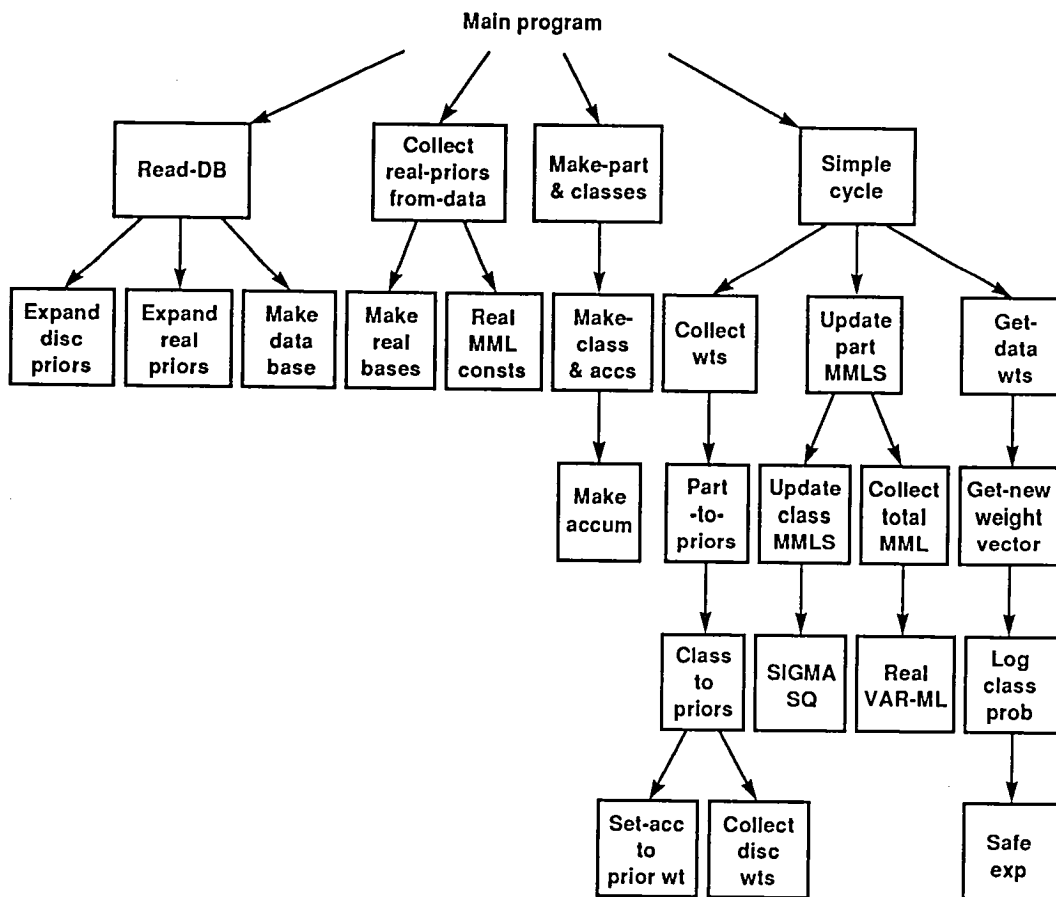 Main program
Read-DB
Collect
real-priors
from-data
Make-part
& classes
Simple
cycle
Expand
disc
priors
Expand
real
priors
Make
data
base
Make
real
bases
Real
MML
consts
Make-
class
& accs
Collect
wts
Update
part
MMLS
Get-
data
wts
Make
accum
Part
-to-
priors
Update
class
MMLS
Collect
total
MML
Get-new
weight
vector
Class
to
priors
SIGMA
SQ
Real
VAR-ML
Log
class
prob
Set-acc
to
prior wt
Collect
disc
wts
Safe
exp